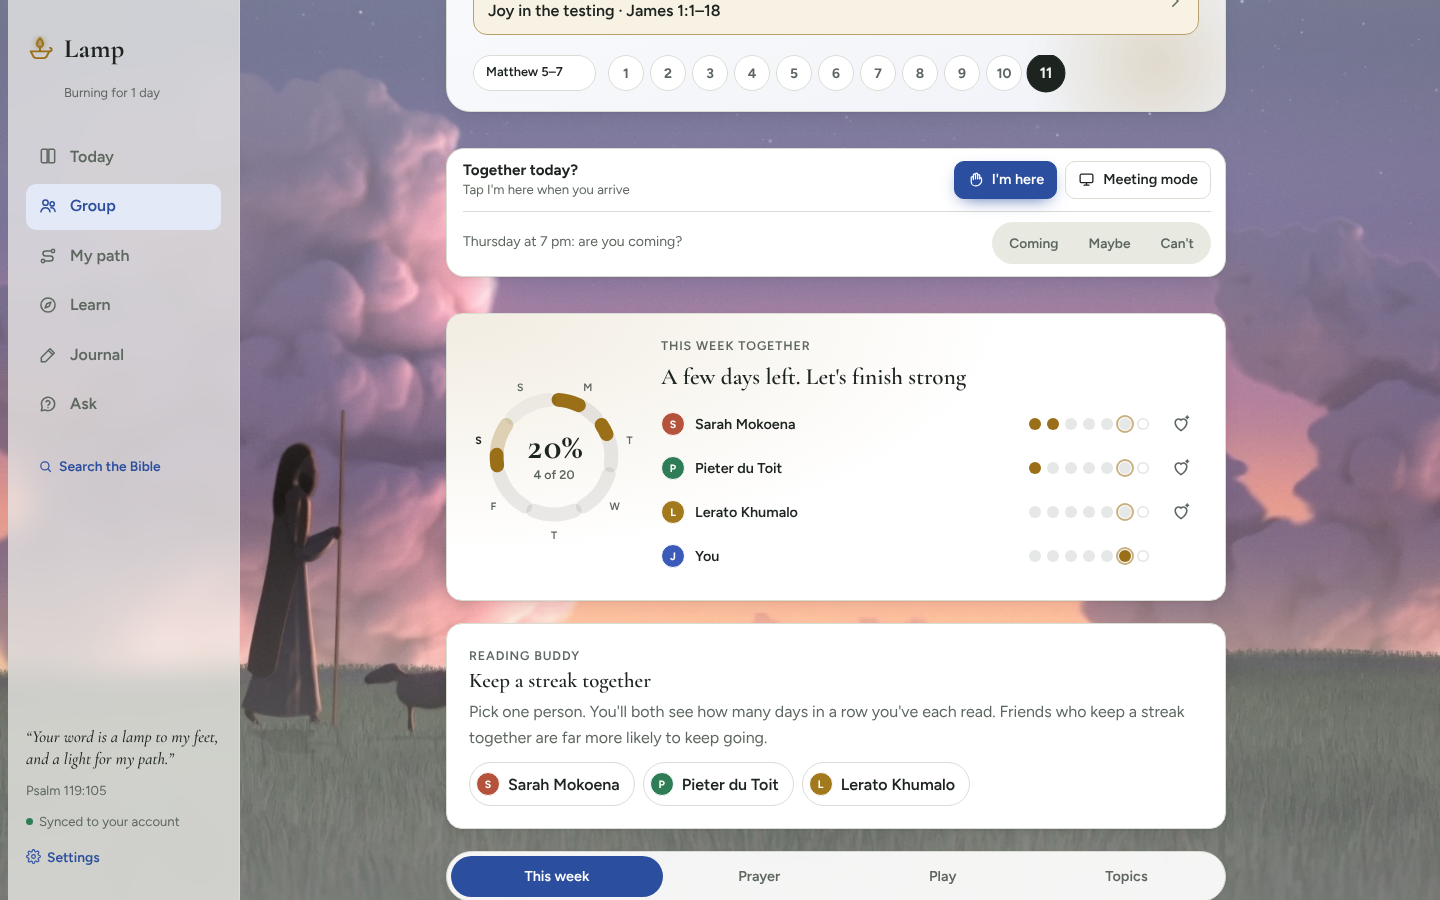 Lamp
Burning for 1 day
Today
Group
My path
Learn
Journal
Ask
Search the Bible
“Your word is a lamp to my feet,
and a light for my path.”
Psalm 119:105
Synced to your account
Settings
Joy in the testing · James 1:1–18
Matthew 5–7
1 2 3 4 5 6 7 8 9 10 11
Together today?
Tap I'm here when you arrive
I'm here
Meeting mode
Thursday at 7 pm: are you coming?
Coming
Maybe
Can't
S M T W T F S
20%
4 of 20
THIS WEEK TOGETHER
A few days left. Let's finish strong
S Sarah Mokoena
P Pieter du Toit
L Lerato Khumalo
J You
READING BUDDY
Keep a streak together
Pick one person. You'll both see how many days in a row you've each read. Friends who keep a streak
together are far more likely to keep going.
S Sarah Mokoena
P Pieter du Toit
L Lerato Khumalo
This week
Prayer
Play
Topics